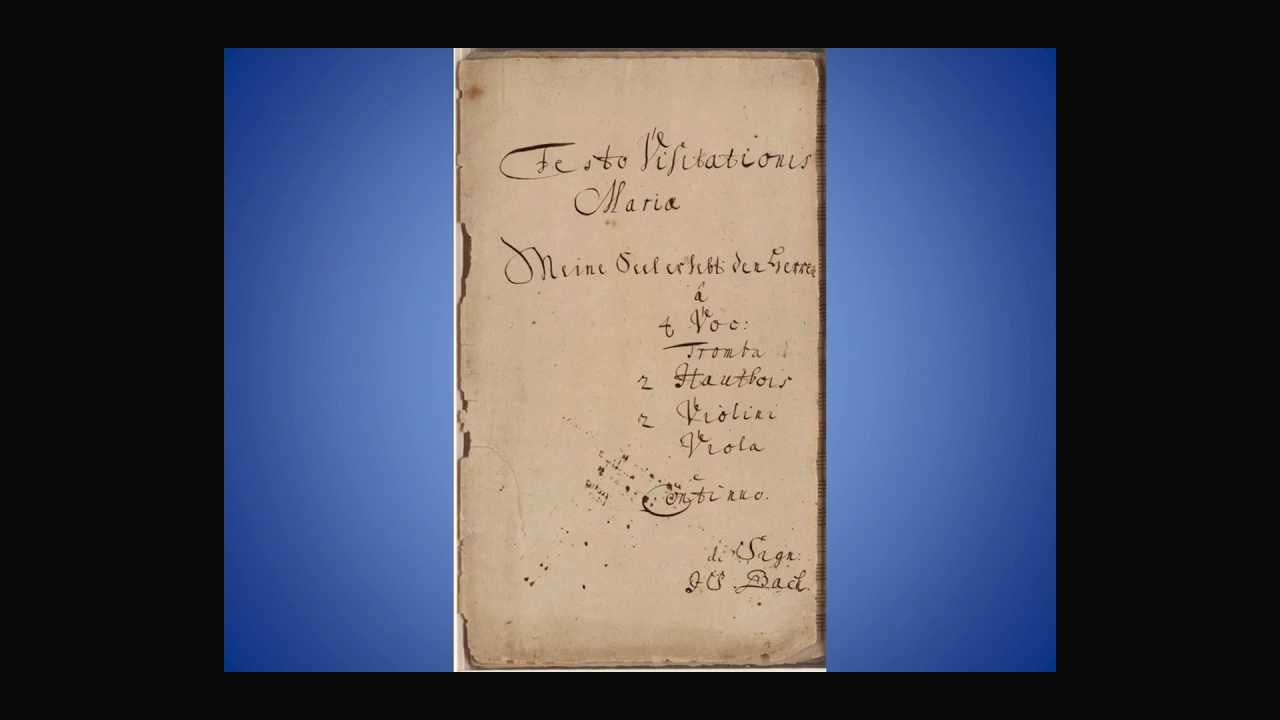 Festo Visitationis
Mariæ
Meine Seel erhebt den Herren
â
4 Voc:
Tromba
2 Hautbois
2 Violini
Viola
e
Continuo.
di Sign:
J S Bach.